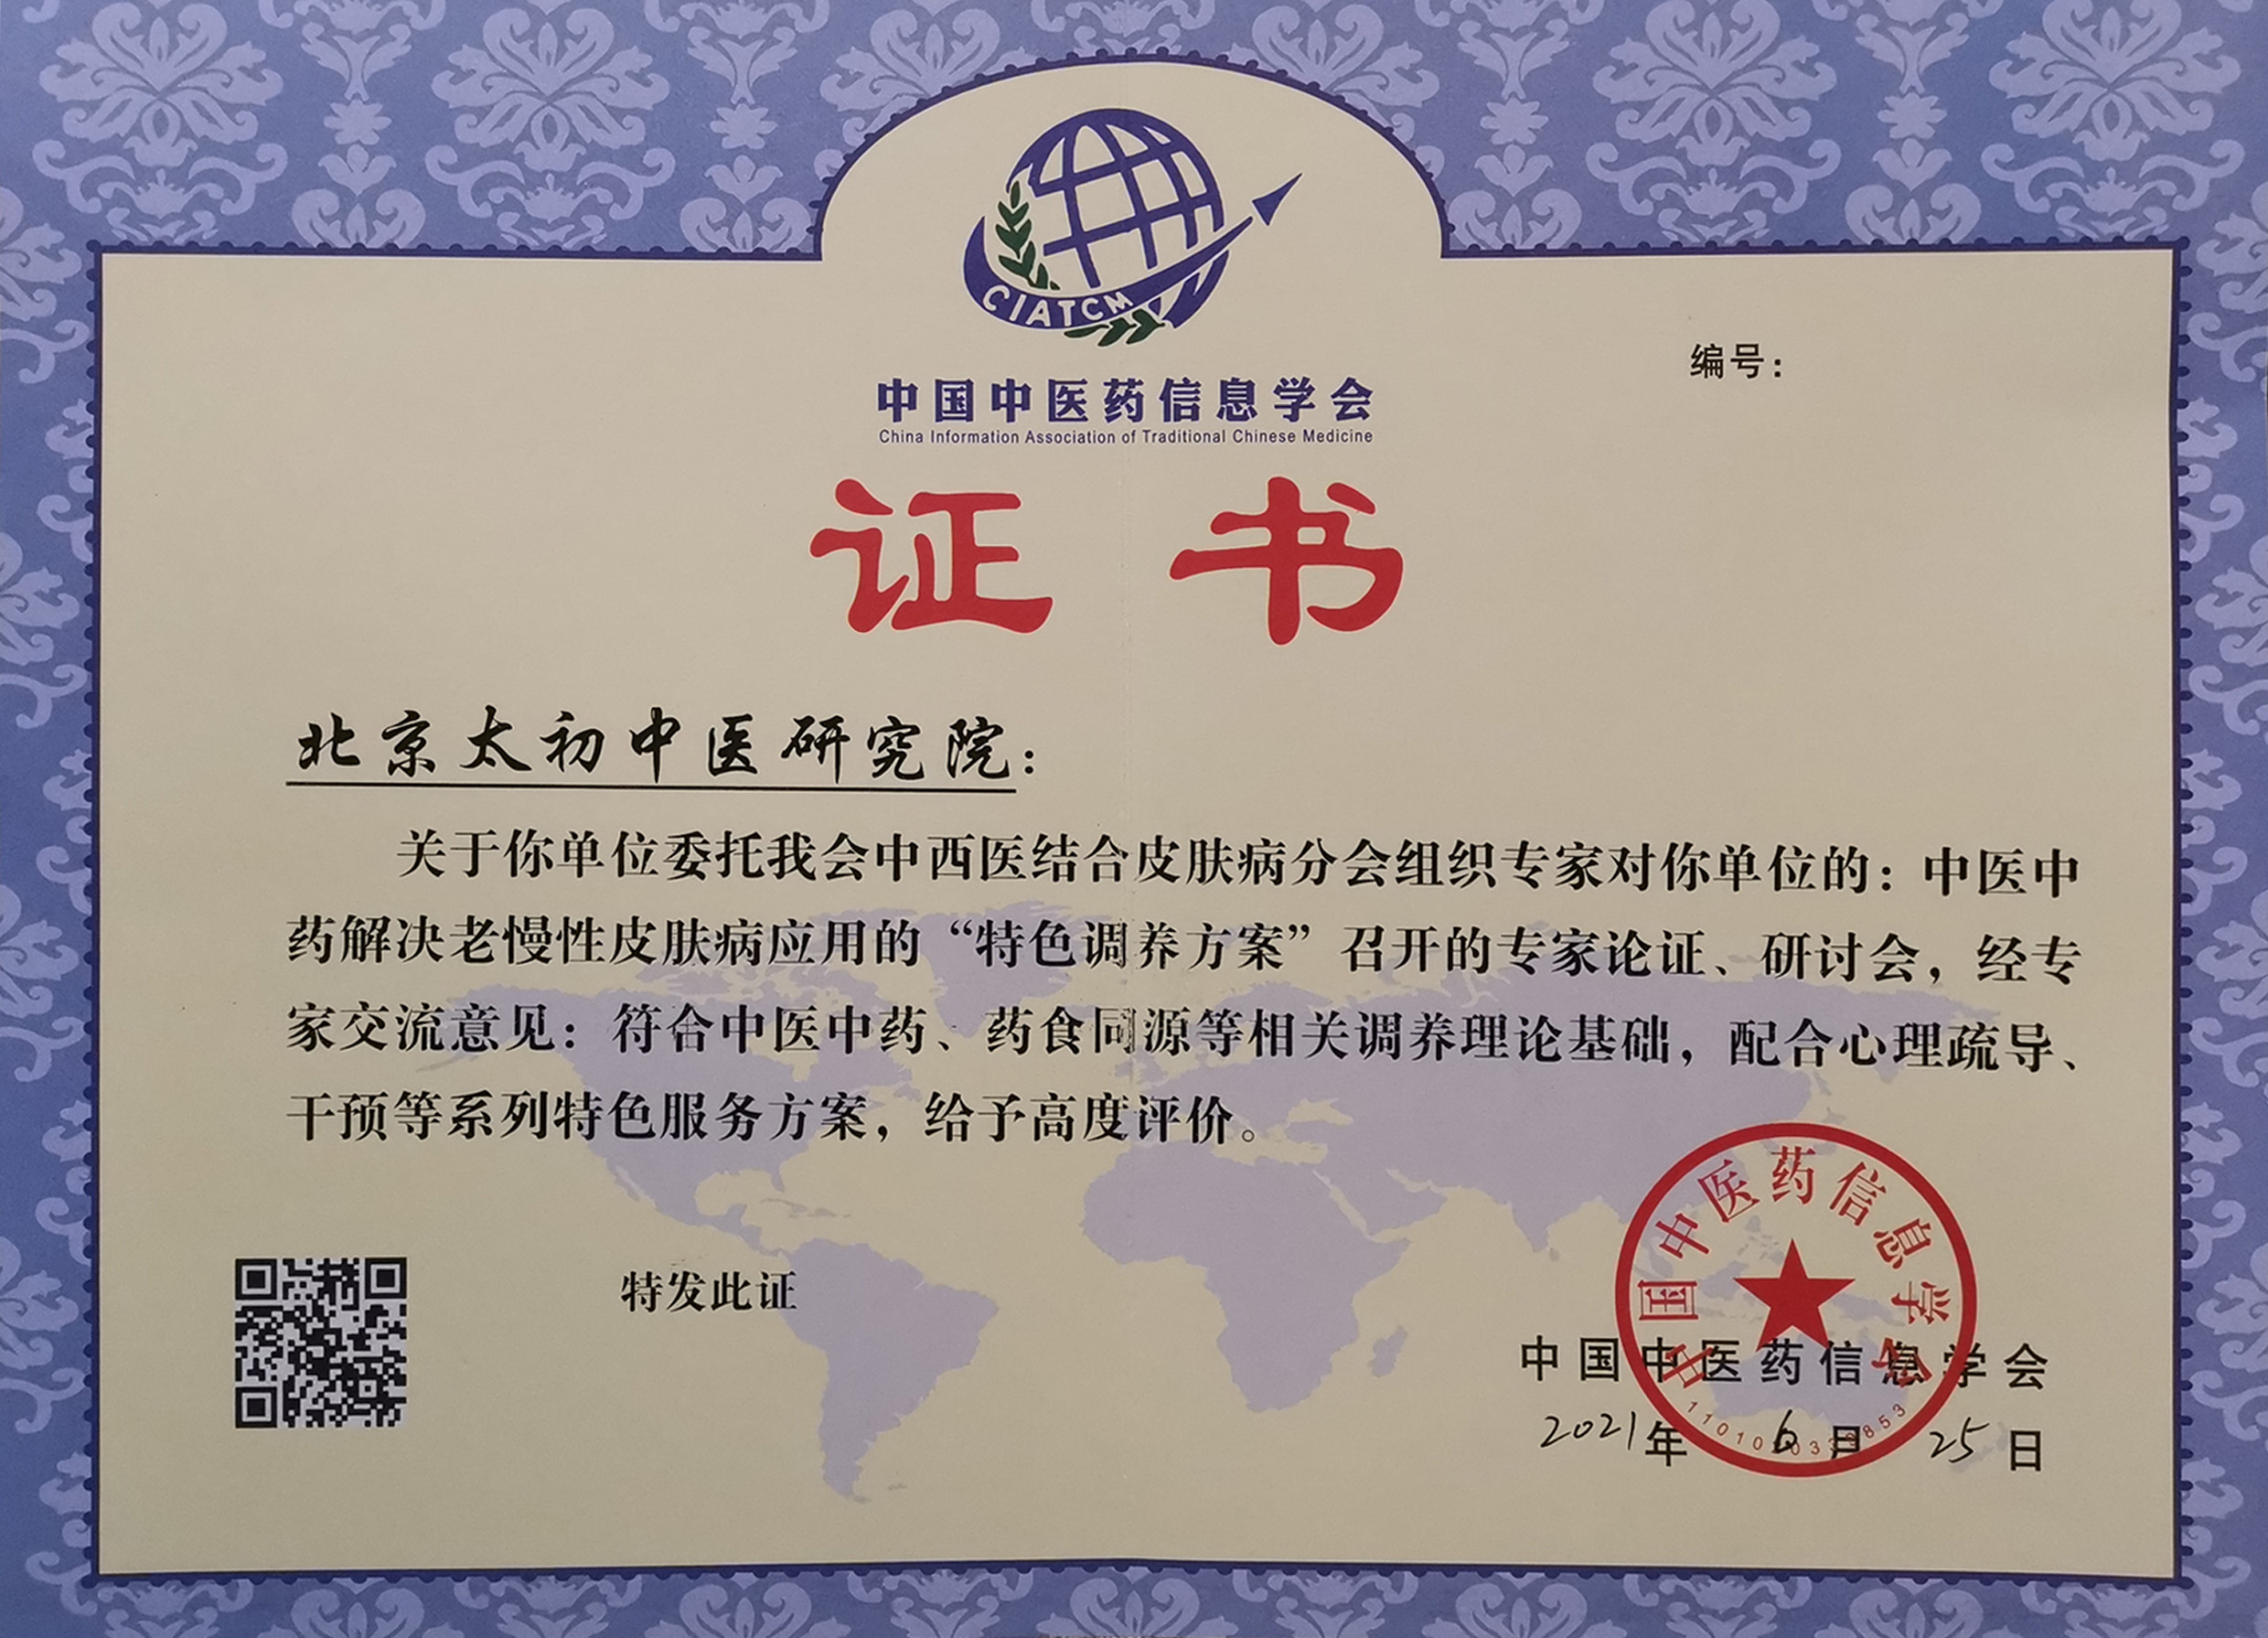 CIATCM
中国中医药信息学会
China Information Association of Traditional Chinese Medicine
编号：
证书
北京太初中医研究院：
关于你单位委托我会中西医结合皮肤病分会组织专家对你单位的：中医中
药解决老慢性皮肤病应用的“特色调养方案”召开的专家论证、研讨会，经专
家交流意见：符合中医中药、药食同源等相关调养理论基础，配合心理疏导、
干预等系列特色服务方案，给予高度评价。
特发此证
中国中医药信息学会
中国中医药信息学会
2021年6月25日